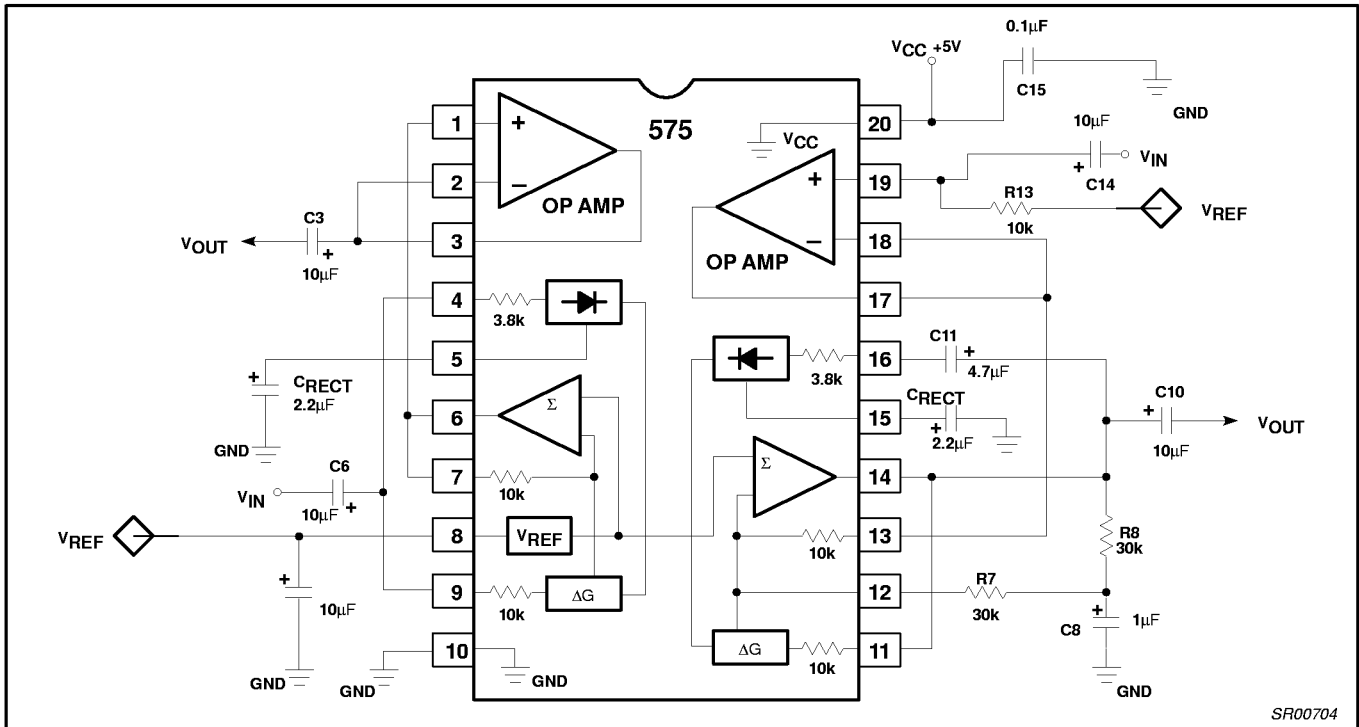 0.1µF
VCC +5V
C15
GND
575
1
+
20
VCC
10µF
VIN
C14
2
−
OP AMP
+
19
R13
10k
VREF
C3
VOUT
10µF
3
−
18
OP AMP
4
3.8k
17
C11
4.7µF
16
3.8k
5
CRECT
2.2µF
GND
CRECT
2.2µF
15
C10
10µF
VOUT
6
Σ
Σ
14
7
10k
C6
VIN
10µF
VREF
8
VREF
10k
13
R8
30k
9
10k
ΔG
12
R7
30k
C8
1µF
10µF
GND
10
GND
GND
ΔG
10k
11
GND
SR00704